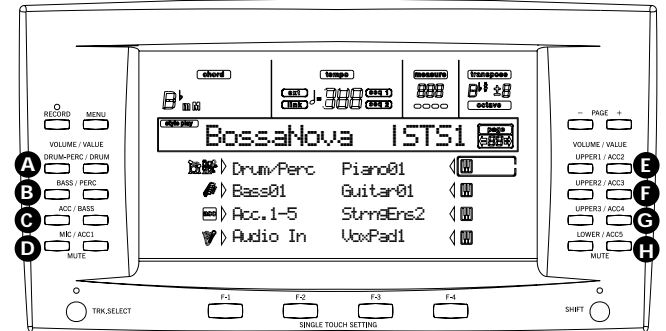 chord tempo measure transpose
ext seq 1
link seq 2
octave
RECORD MENU
− PAGE +
style play page
BossaNova |STS1
VOLUME / VALUE VOLUME / VALUE
A DRUM-PERC / DRUM Drum/Perc Piano01 UPPER1 / ACC2 E
B BASS / PERC Bass01 Guitar01 UPPER2 / ACC3 F
C ACC / BASS ACC Acc.1-5 StrngEns2 UPPER3 / ACC4 G
D MIC / ACC1 Audio In VoxPad1 LOWER / ACC5 H
MUTE MUTE
TRK.SELECT F-1 F-2 F-3 F-4 SHIFT
SINGLE TOUCH SETTING